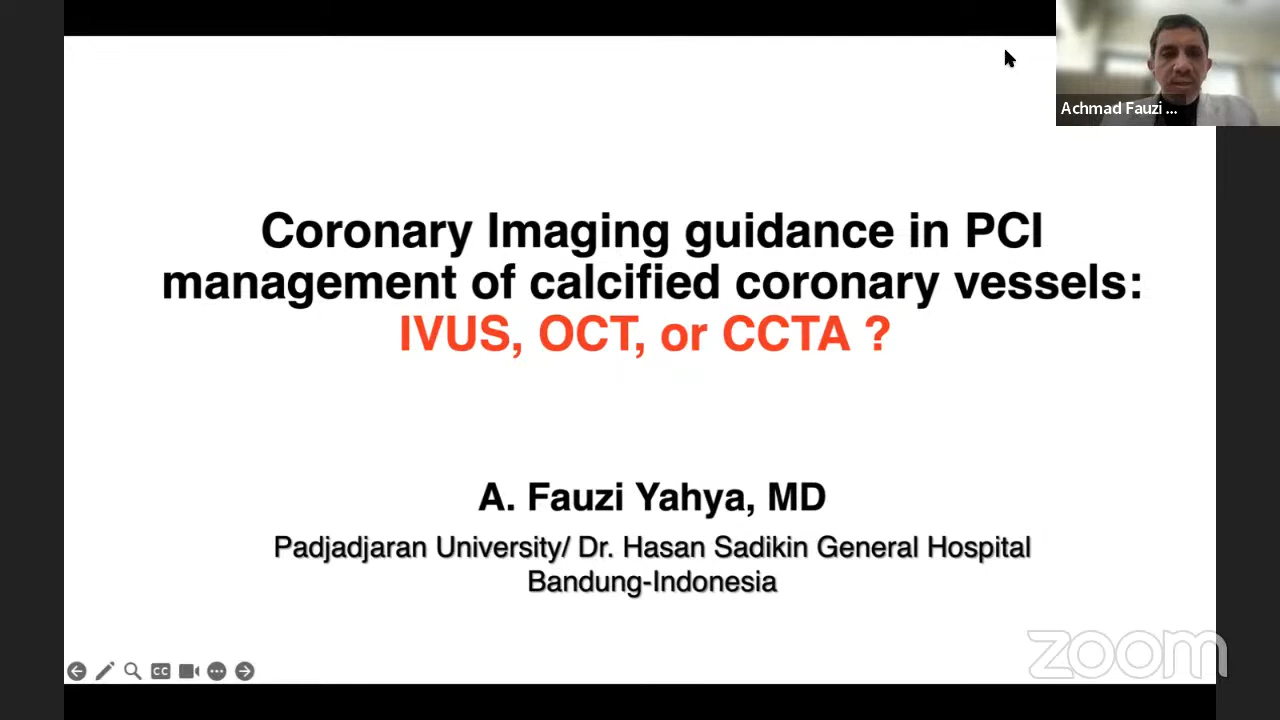 Achmad Fauzi ...
Coronary Imaging guidance in PCI
management of calcified coronary vessels:
IVUS, OCT, or CCTA ?
A. Fauzi Yahya, MD
Padjadjaran University/ Dr. Hasan Sadikin General Hospital
Bandung-Indonesia
CC
zoom